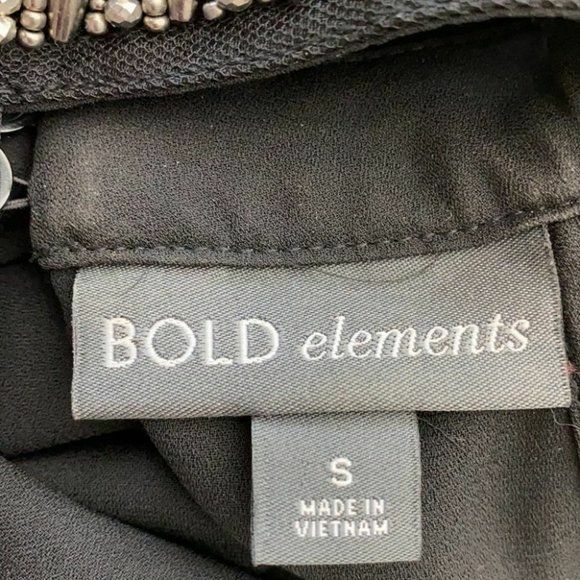 BOLD elements
S
MADE IN
VIETNAM